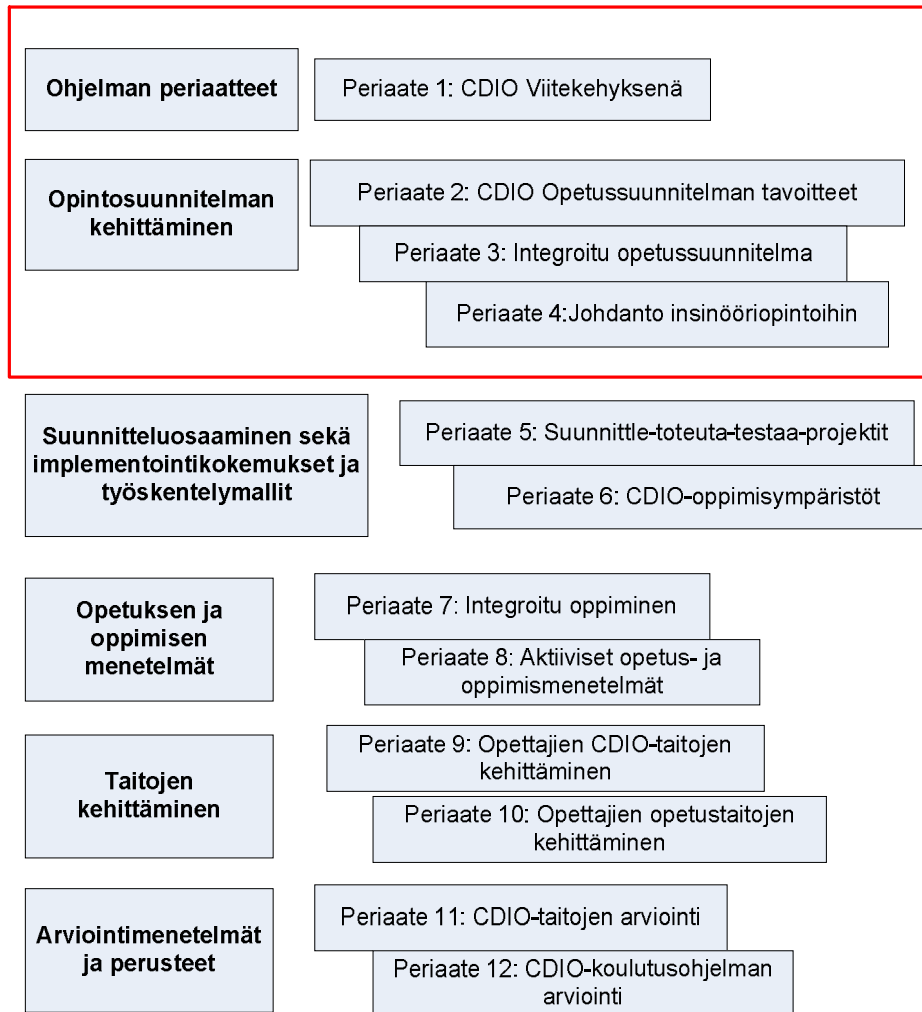 Ohjelman periaatteet
Periaate 1: CDIO Viitekehyksenä
Opintosuunnitelman
kehittäminen
Periaate 2: CDIO Opetussuunnitelman tavoitteet
Periaate 3: Integroitu opetussuunnitelma
Periaate 4:Johdanto insinööriopintoihin
Suunnitteluosaaminen sekä
implementointikokemukset ja
työskentelymallit
Periaate 5: Suunnittle-toteuta-testaa-projektit
Periaate 6: CDIO-oppimisympäristöt
Opetuksen ja
oppimisen
menetelmät
Periaate 7: Integroitu oppiminen
Periaate 8: Aktiiviset opetus- ja
oppimismenetelmät
Taitojen
kehittäminen
Periaate 9: Opettajien CDIO-taitojen
kehittäminen
Periaate 10: Opettajien opetustaitojen
kehittäminen
Arviointimenetelmät
ja perusteet
Periaate 11: CDIO-taitojen arviointi
Periaate 12: CDIO-koulutusohjelman
arviointi